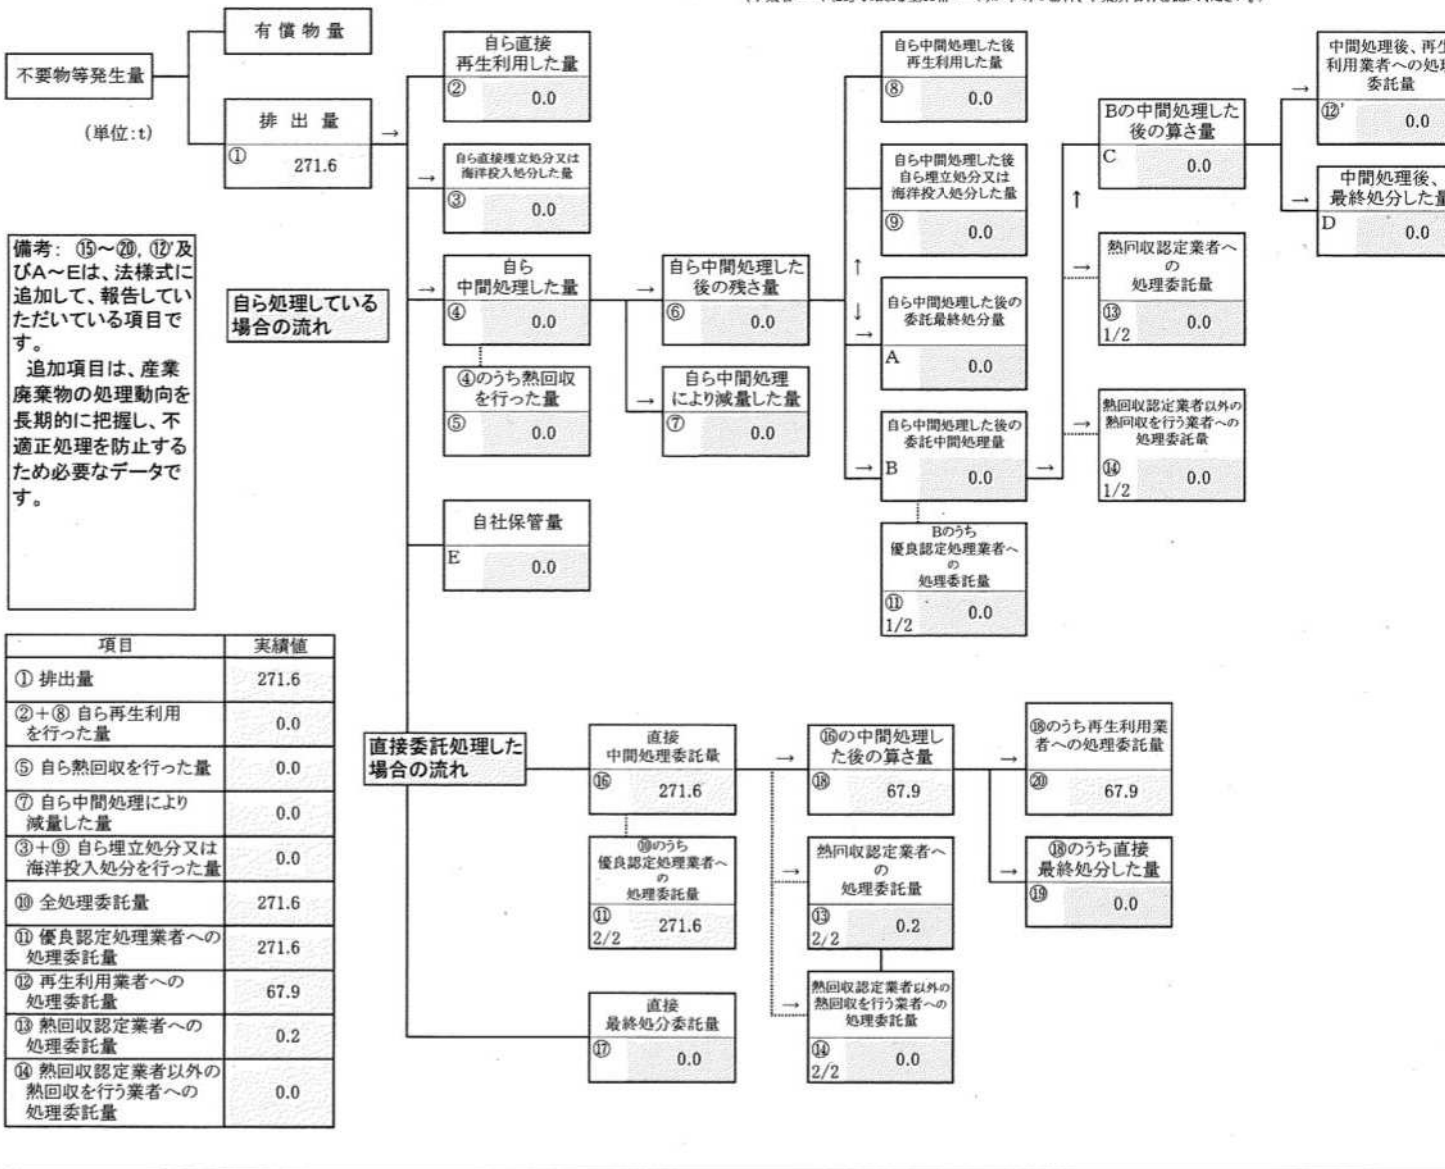 有償物量
不要物等発生量
(単位:t)
排出量
①
271.6
→
自ら直接
再生利用した量
②
0.0
→
自ら直接埋立処分又は
海洋投入処分した量
③
0.0
→
自ら
中間処理した量
④
0.0
④のうち熱回収
を行った量
⑤
0.0
→
自ら中間処理した
後の残さ量
⑥
0.0
→
自ら中間処理
により減量した量
⑦
0.0
自社保管量
E
0.0
自ら中間処理した後
再生利用した量
⑧
0.0
自ら中間処理した後
自ら埋立処分又は
海洋投入処分した量
⑨
0.0
↑
↓
→
自ら中間処理した後の
委託最終処分量
A
0.0
→
自ら中間処理した後の
委託中間処理量
B
0.0
→
Bのうち
優良認定処理業者へ
の
処理委託量
⑪
1/2
0.0
↑
Bの中間処理した
後の算さ量
C
0.0
→
熱回収認定業者へ
の
処理委託量
⑬
1/2
0.0
→
熱回収認定業者以外の
熱回収を行う業者への
処理委託量
⑭
1/2
0.0
→
中間処理後、再生
利用業者への処理
委託量
⑫'
0.0
→
中間処理後、
最終処分した量
D
0.0
備考: ⑮~⑳, ⑫'及
びA~Eは、法様式に
追加して、報告してい
ただいている項目で
す。
追加項目は、産業
廃棄物の処理動向を
長期的に把握し、不
適正処理を防止する
ため必要なデータで
す。
自ら処理している
場合の流れ
項目 実績値
① 排出量 271.6
②+⑧ 自ら再生利用
を行った量 0.0
⑤ 自ら熱回収を行った量 0.0
⑦ 自ら中間処理により
減量した量 0.0
③+⑨ 自ら埋立処分又は
海洋投入処分を行った量 0.0
⑩ 全処理委託量 271.6
⑪ 優良認定処理業者への
処理委託量 271.6
⑫ 再生利用業者への
処理委託量 67.9
⑬ 熱回収認定業者への
処理委託量 0.2
⑭ 熱回収認定業者以外の
熱回収を行う業者への
処理委託量 0.0
直接委託処理した
場合の流れ
直接
中間処理委託量
⑯
271.6
⑩のうち
優良認定処理業者へ
の
処理委託量
⑪
2/2
271.6
直接
最終処分委託量
⑰
0.0
→
⑯の中間処理し
た後の算さ量
⑱
67.9
→
熱回収認定業者へ
の
処理委託量
⑬
2/2
0.2
→
熱回収認定業者以外の
熱回収を行う業者への
処理委託量
⑭
2/2
0.0
→
⑱のうち再生利用業
者への処理委託量
⑳
67.9
→
⑱のうち直接
最終処分した量
⑲
0.0